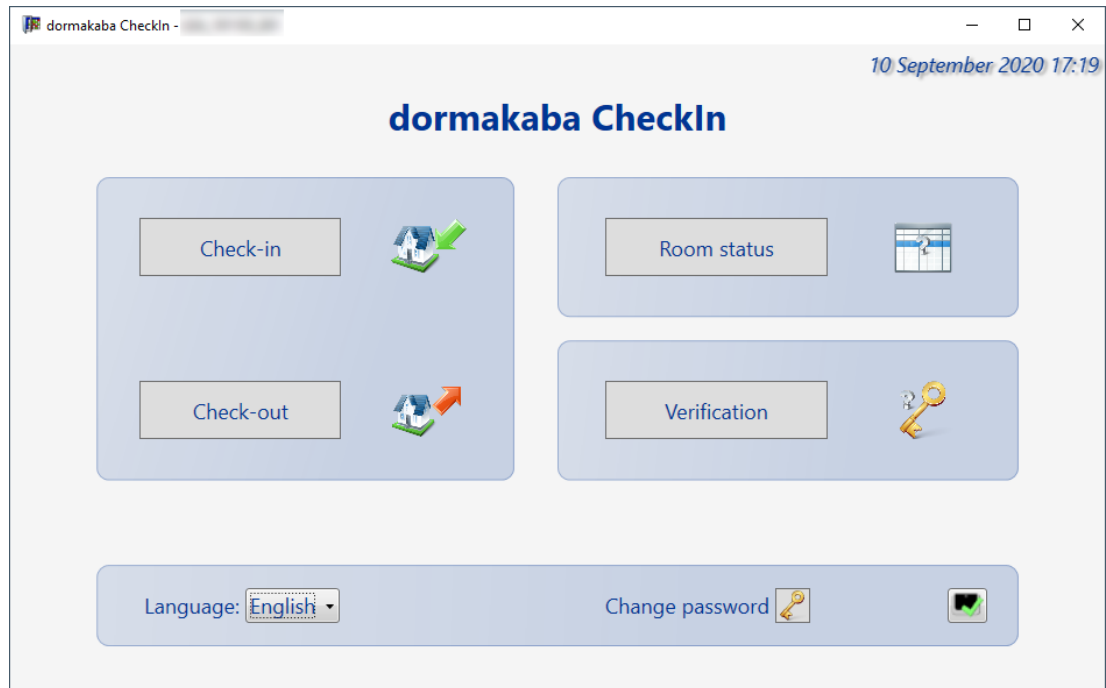 dormakaba CheckIn -
10 September 2020 17:19
dormakaba CheckIn
Check-in
Room status
Check-out
Verification
Language: English
Change password